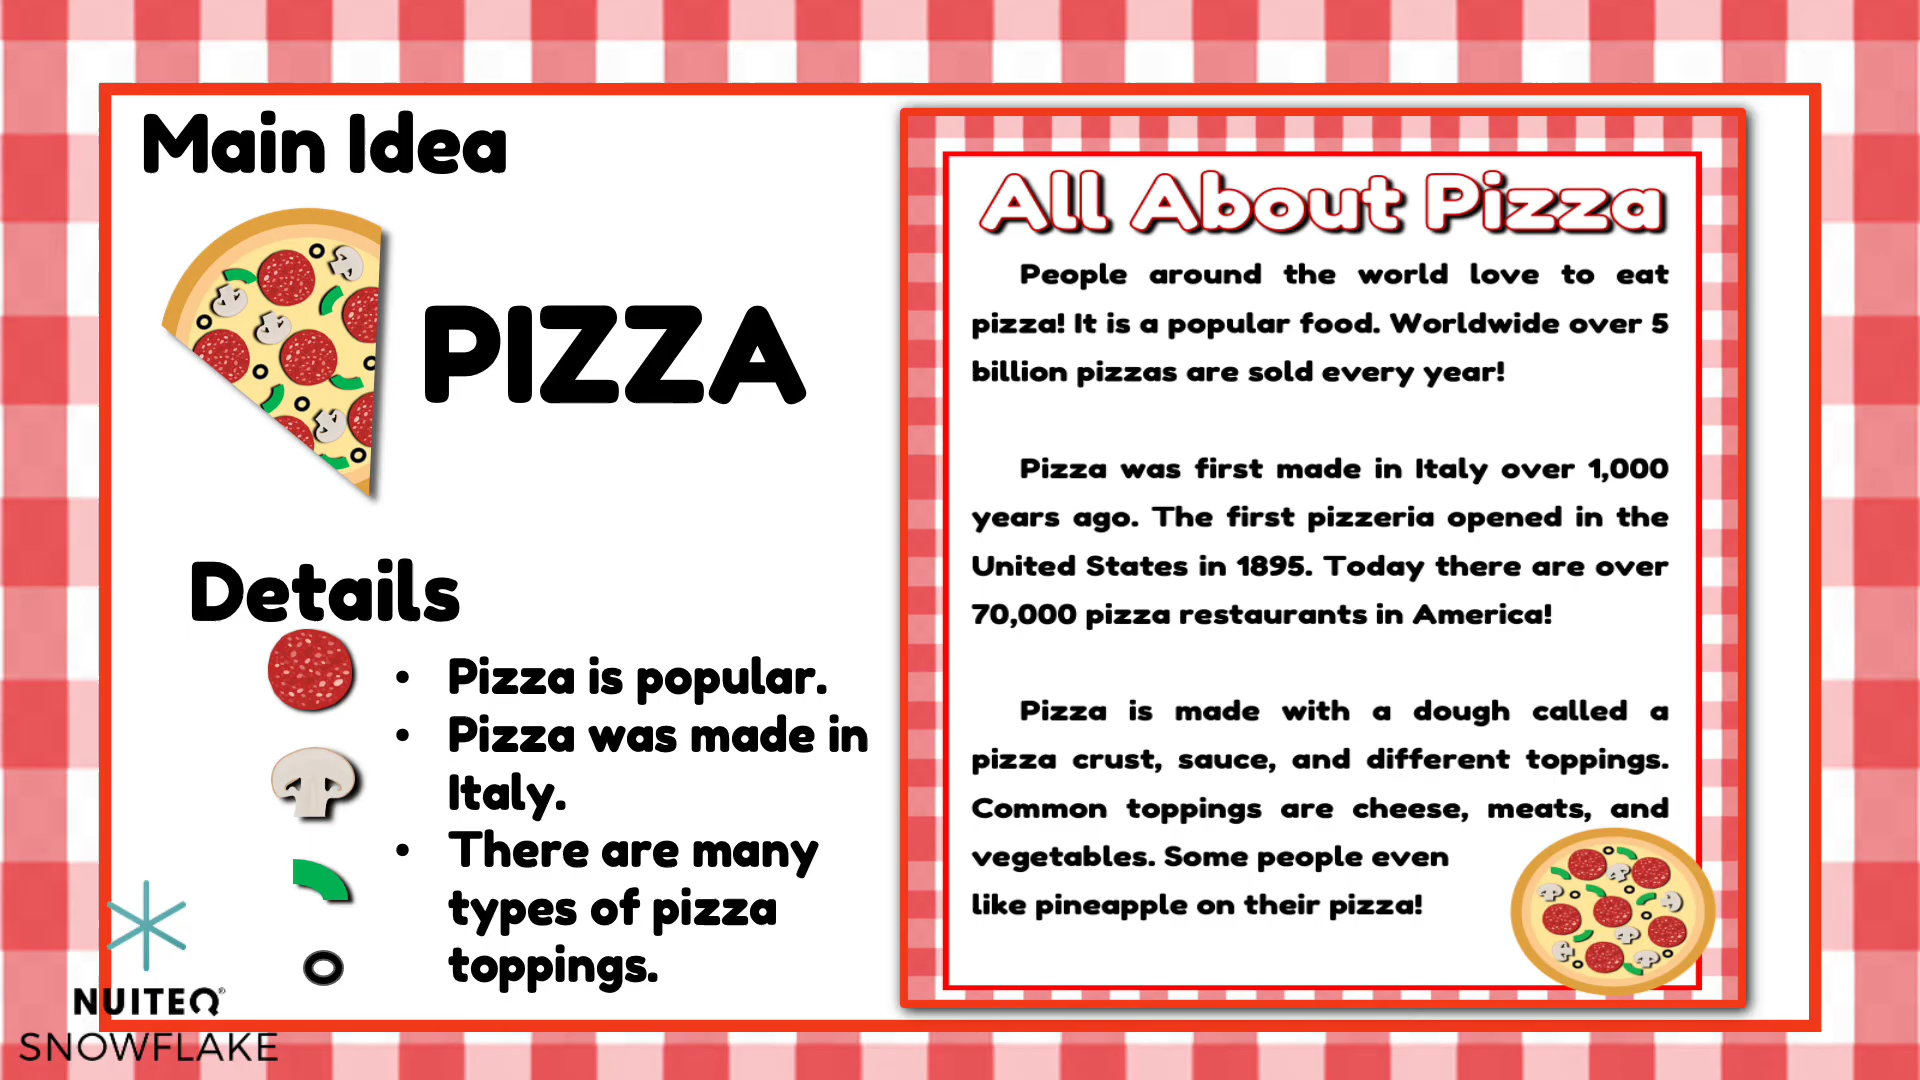 Main Idea
PIZZA
Details
• Pizza is popular.
• Pizza was made in
Italy.
• There are many
types of pizza
toppings.
All About Pizza
People around the world love to eat
pizza! It is a popular food. Worldwide over 5
billion pizzas are sold every year!
Pizza was first made in Italy over 1,000
years ago. The first pizzeria opened in the
United States in 1895. Today there are over
70,000 pizza restaurants in America!
Pizza is made with a dough called a
pizza crust, sauce, and different toppings.
Common toppings are cheese, meats, and
vegetables. Some people even
like pineapple on their pizza!
NUITEQ®
SNOWFLAKE